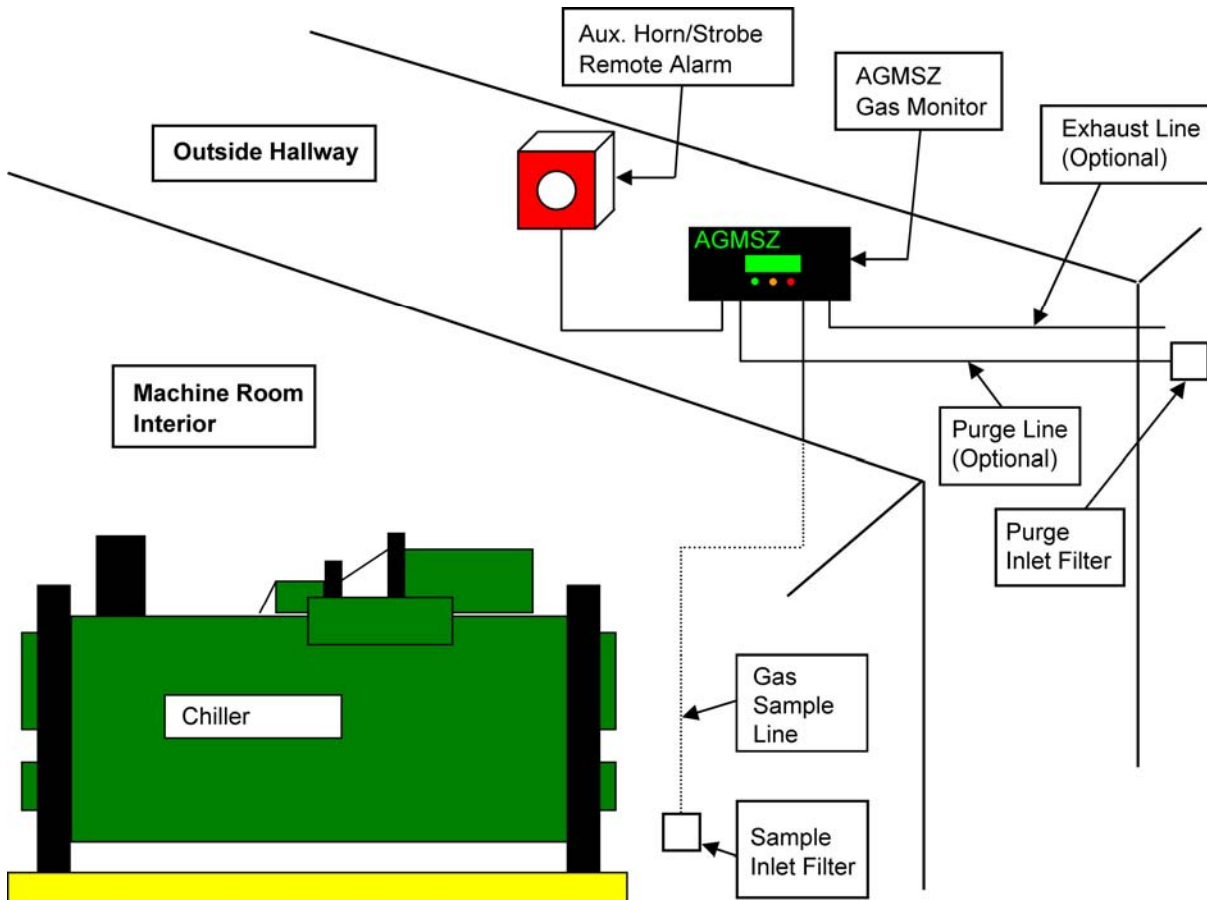 Aux. Horn/Strobe
Remote Alarm
AGMSZ
Gas Monitor
Exhaust Line
(Optional)
Outside Hallway
AGMSZ
Machine Room
Interior
Purge Line
(Optional)
Purge
Inlet Filter
Chiller
Gas
Sample
Line
Sample
Inlet Filter